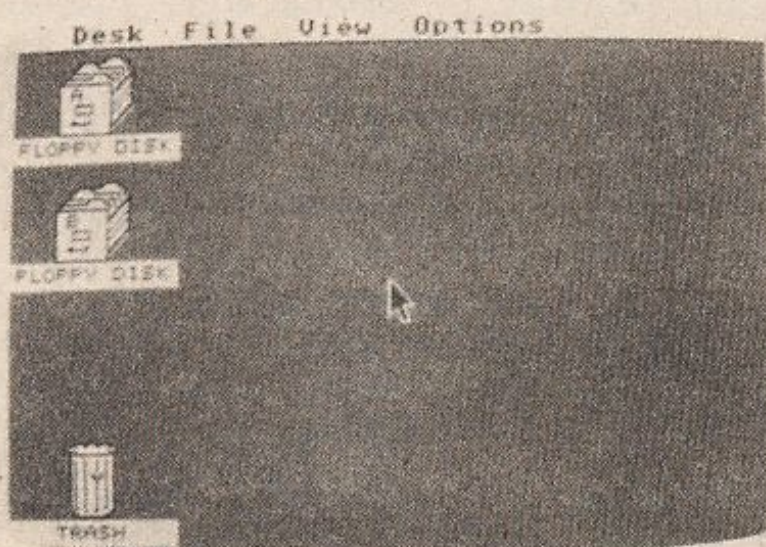 Desk File View Options
A
FLOPPY DISK
B
FLOPPY DISK
TRASH